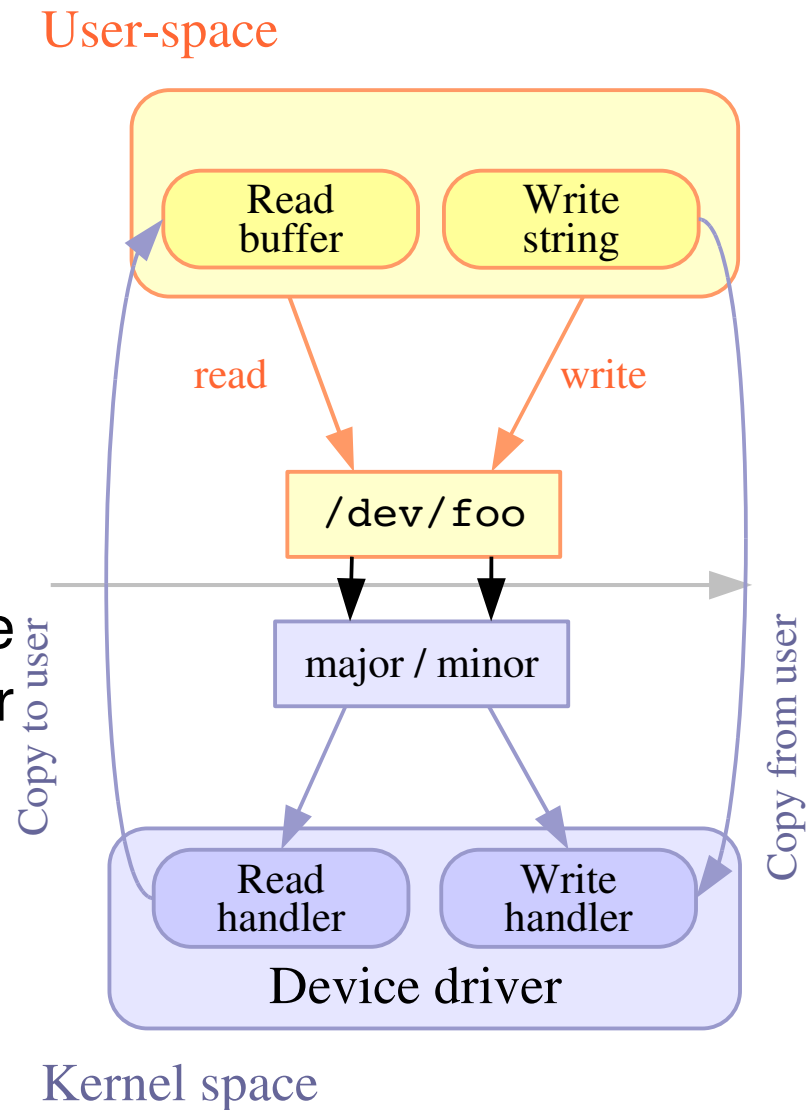 User-space
Read
buffer
Write
string
read
write
/dev/foo
e
r
Copy to user
major / minor
Copy from user
Read
handler
Write
handler
Device driver
Kernel space